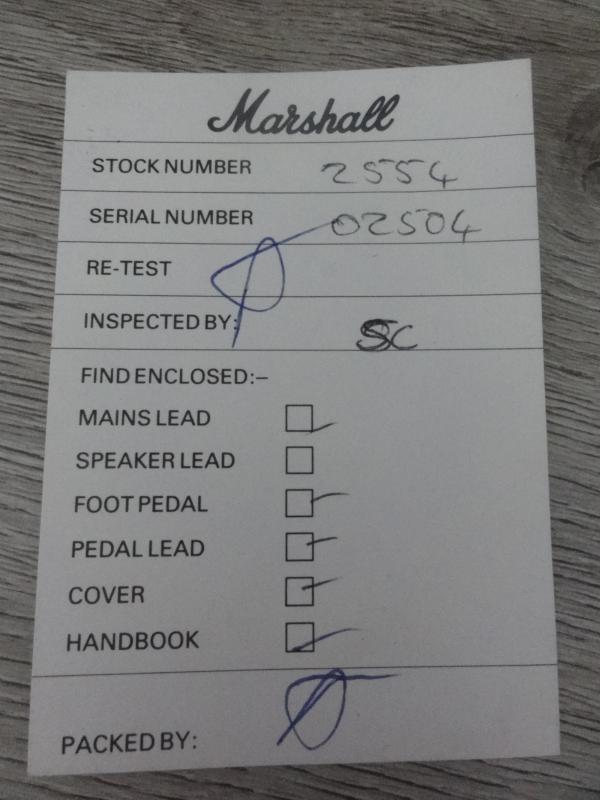 Marshall
STOCK NUMBER 2554
SERIAL NUMBER 02504
RE-TEST
INSPECTED BY: SC
FIND ENCLOSED:–
MAINS LEAD
SPEAKER LEAD
FOOT PEDAL
PEDAL LEAD
COVER
HANDBOOK
PACKED BY: